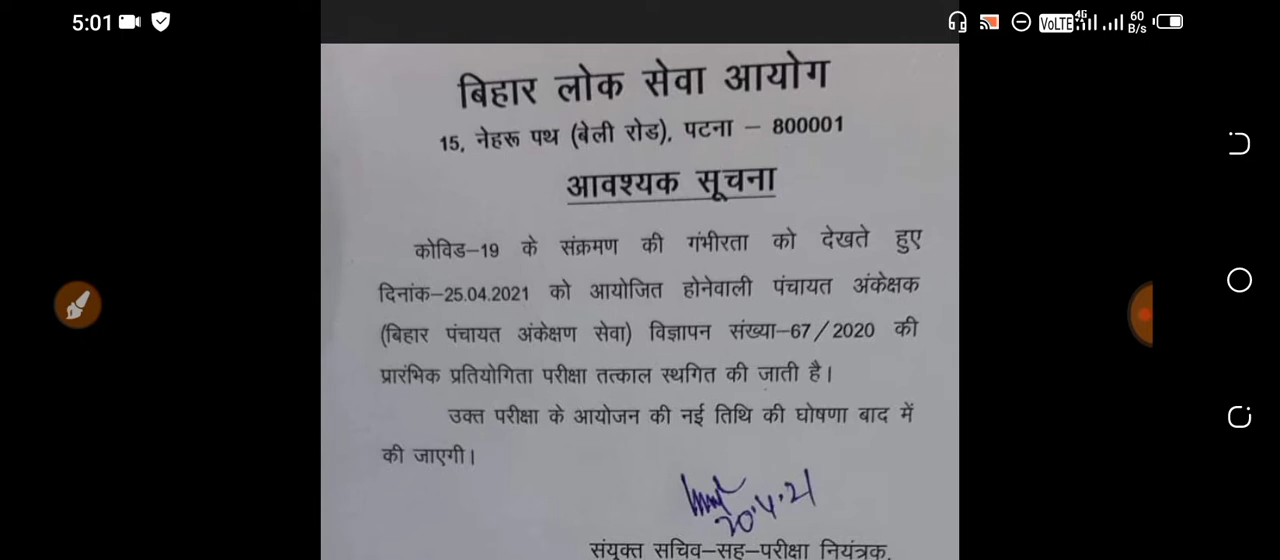 5:01
VoLTE 4G 60 B/s
बिहार लोक सेवा आयोग
15, नेहरू पथ (बेली रोड), पटना – 800001
आवश्यक सूचना
कोविड–19 के संक्रमण की गंभीरता को देखते हुए
दिनांक–25.04.2021 को आयोजित होनेवाली पंचायत अंकेक्षक
(बिहार पंचायत अंकेक्षण सेवा) विज्ञापन संख्या–67/2020 की
प्रारंभिक प्रतियोगिता परीक्षा तत्काल स्थगित की जाती है।
उक्त परीक्षा के आयोजन की नई तिथि की घोषणा बाद में
की जाएगी।
20.4.21
संयुक्त सचिव–सह–परीक्षा नियंत्रक,